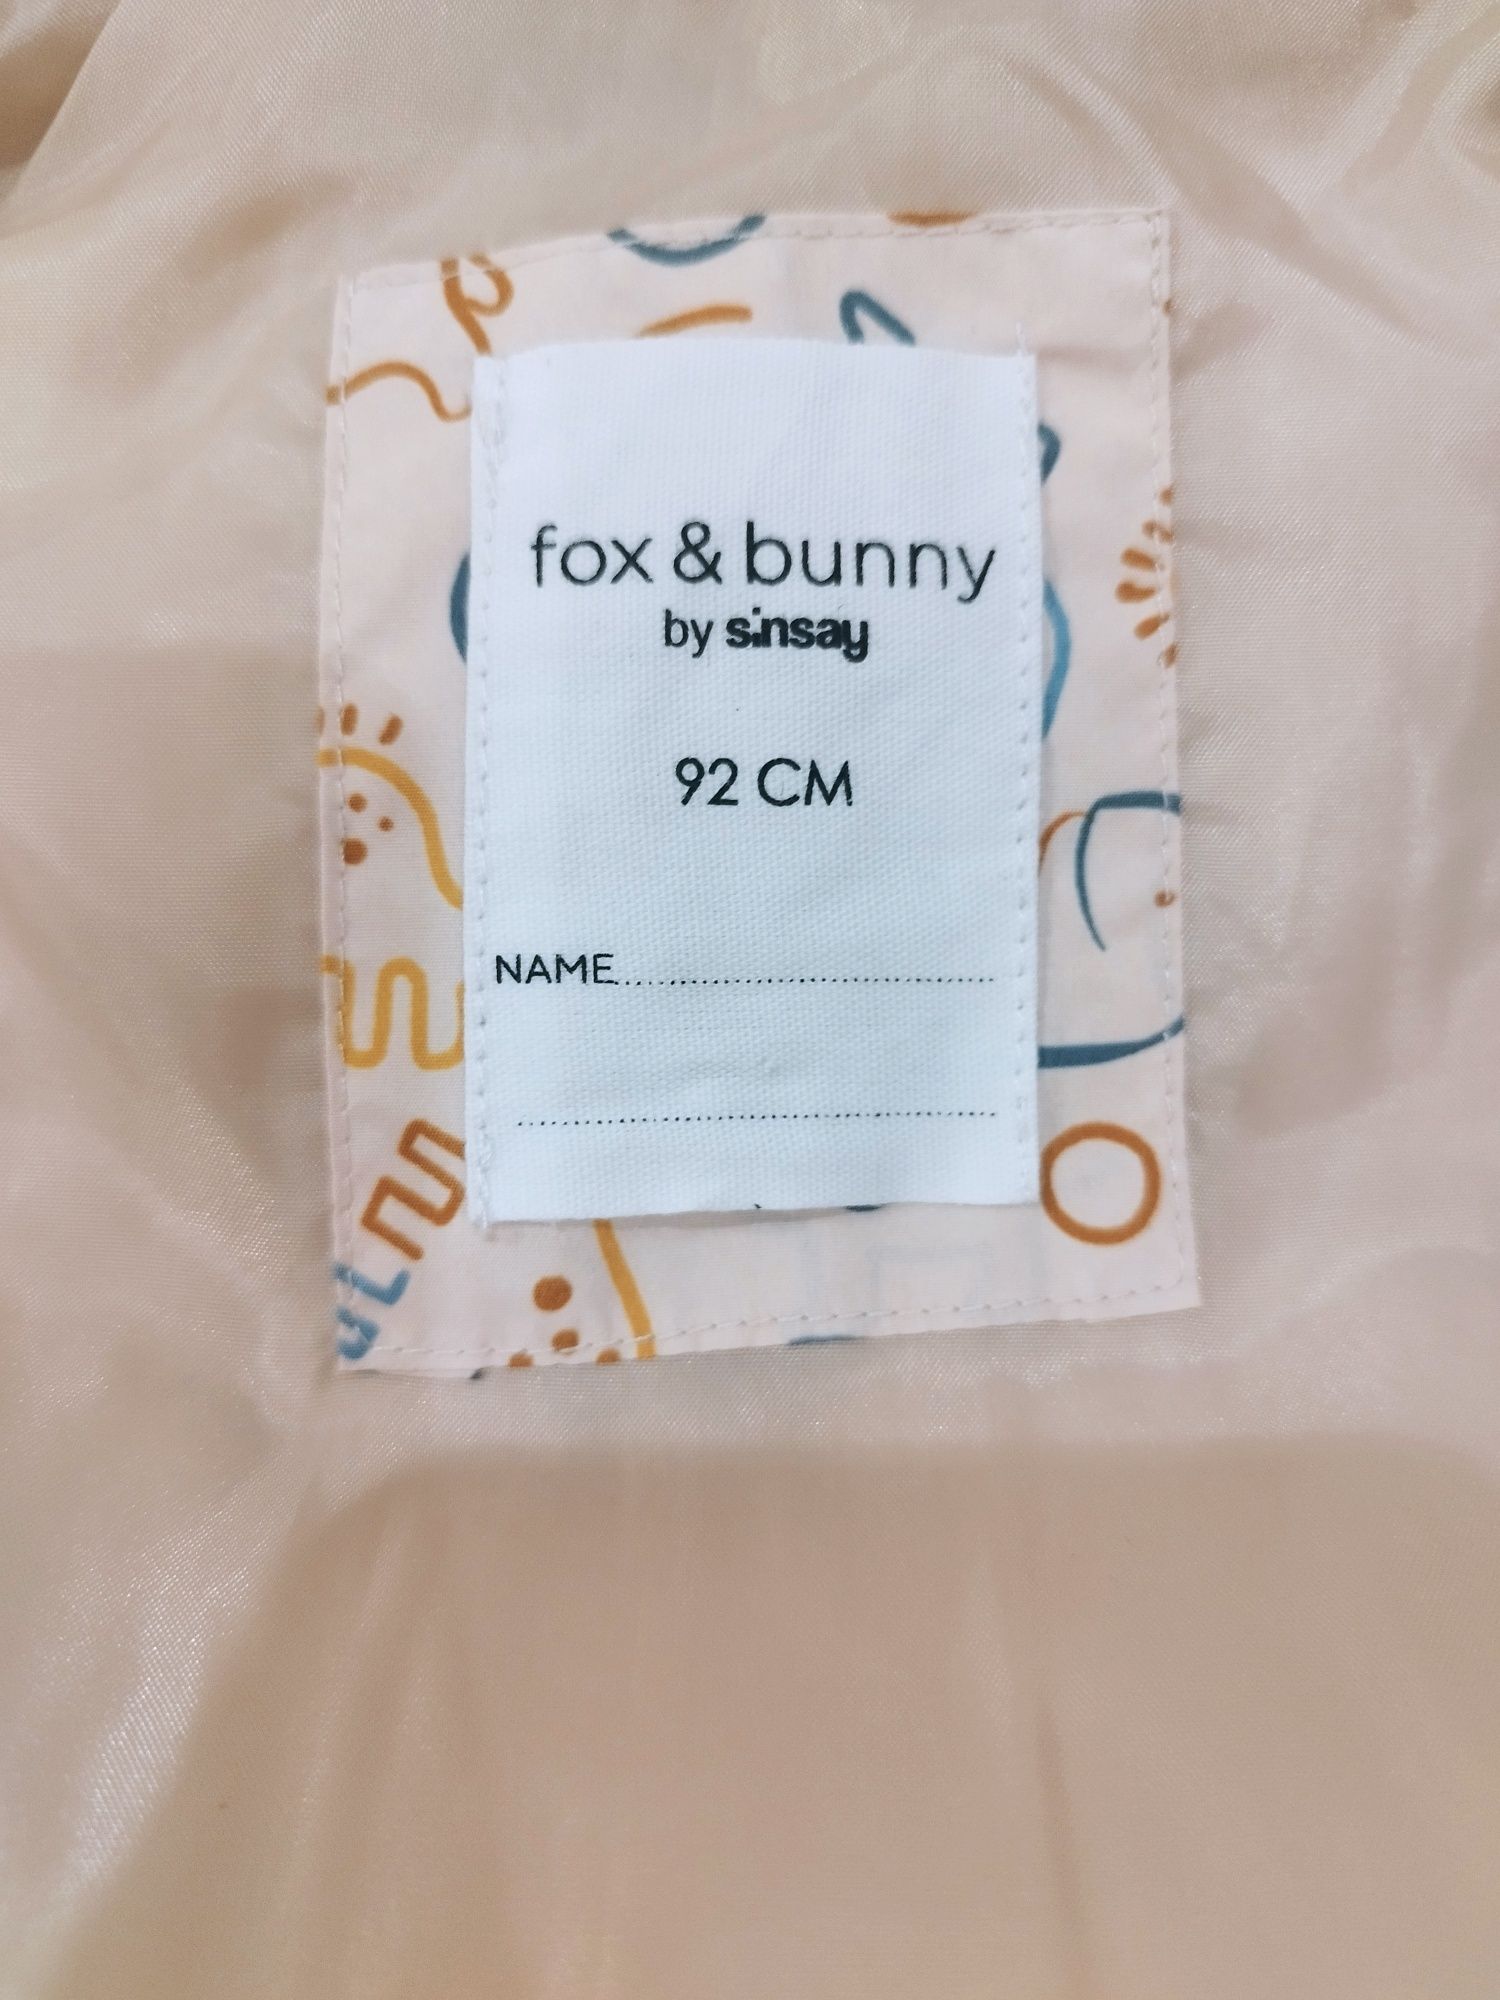 fox & bunny
by sinsay
92 CM
NAME..................................................
..................................................